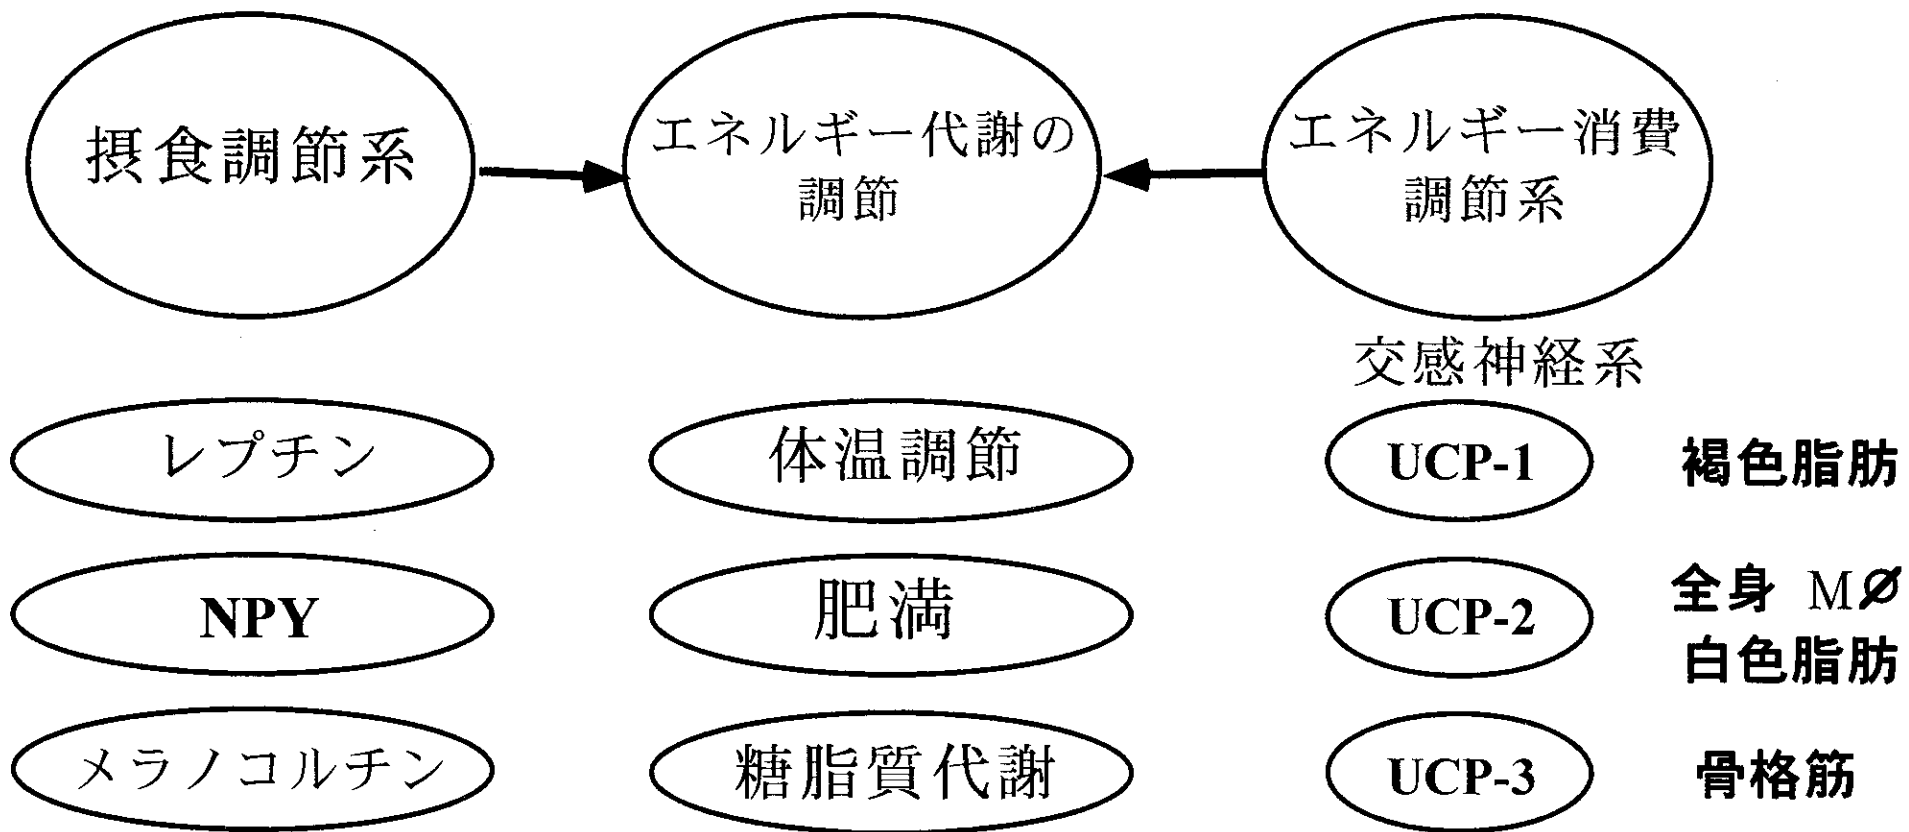 摂食調節系
エネルギー代謝の
調節
エネルギー消費
調節系
交感神経系
レプチン
体温調節
UCP-1
褐色脂肪
NPY
肥満
UCP-2
全身 MØ
白色脂肪
メラノコルチン
糖脂質代謝
UCP-3
骨格筋